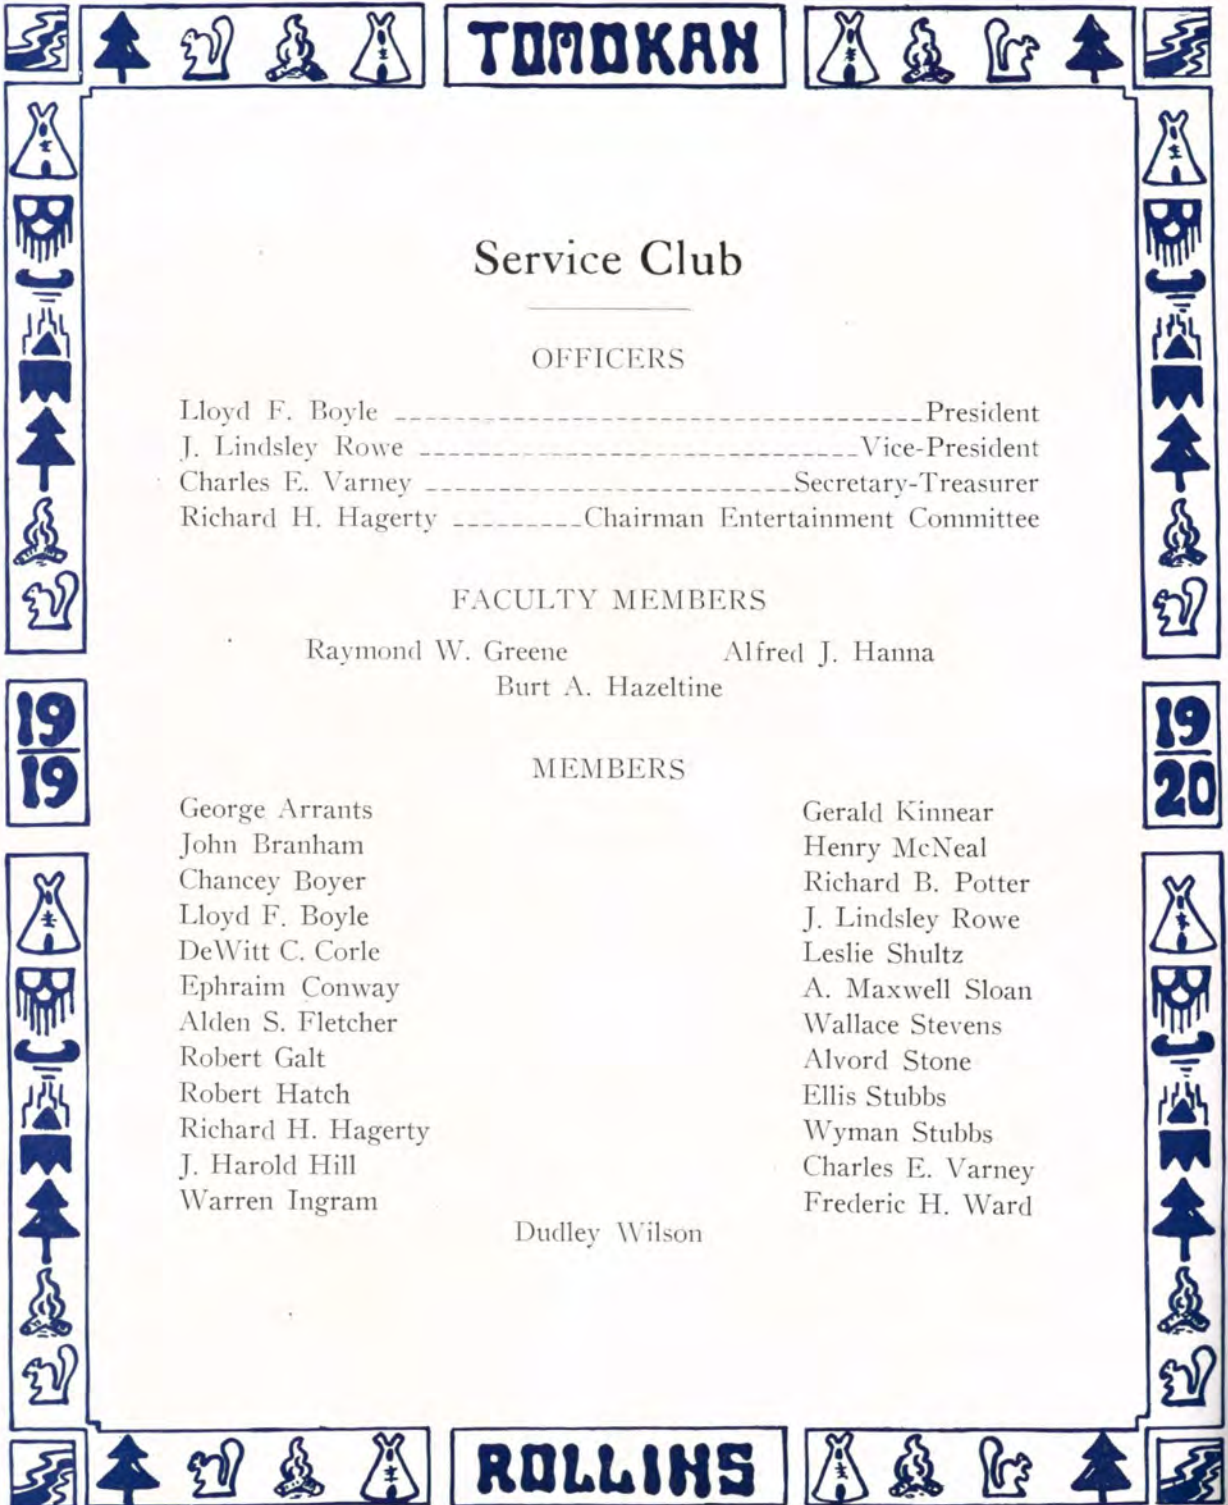 TOMOKAN
Service Club
OFFICERS
Lloyd F. Boyle ------------------------------------President
J. Lindsley Rowe ------------------------------Vice-President
Charles E. Varney -------------------------Secretary-Treasurer
Richard H. Hagerty ---------Chairman Entertainment Committee
FACULTY MEMBERS
Raymond W. Greene Alfred J. Hanna
Burt A. Hazeltine
19
19
19
20
MEMBERS
George Arrants
John Branham
Chancey Boyer
Lloyd F. Boyle
DeWitt C. Corle
Ephraim Conway
Alden S. Fletcher
Robert Galt
Robert Hatch
Richard H. Hagerty
J. Harold Hill
Warren Ingram
Gerald Kinnear
Henry McNeal
Richard B. Potter
J. Lindsley Rowe
Leslie Shultz
A. Maxwell Sloan
Wallace Stevens
Alvord Stone
Ellis Stubbs
Wyman Stubbs
Charles E. Varney
Frederic H. Ward
Dudley Wilson
ROLLINS